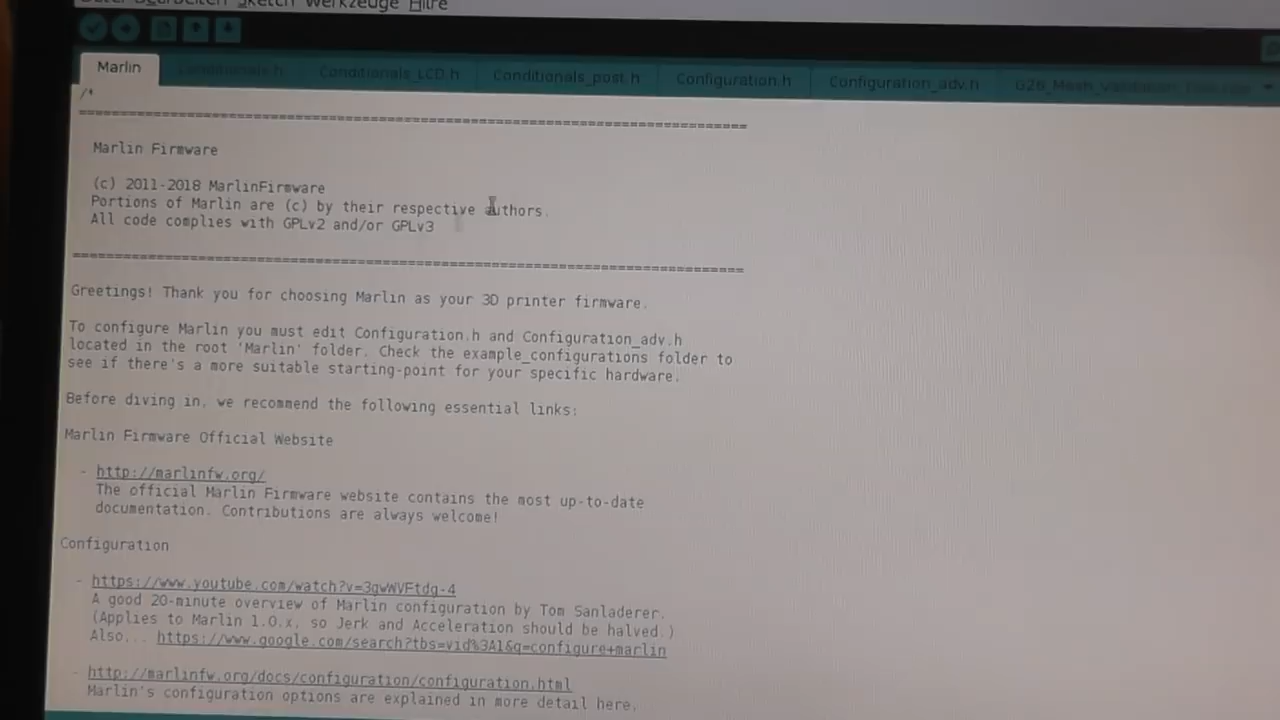 Datei Bearbeiten Sketch Werkzeuge Hilfe
Marlin Conditionals.h Conditionals_LCD.h Conditionals_post.h Configuration.h Configuration_adv.h
/*
================================================================================
Marlin Firmware
(c) 2011-2018 MarlinFirmware
Portions of Marlin are (c) by their respective authors.
All code complies with GPLv2 and/or GPLv3
================================================================================
Greetings! Thank you for choosing Marlin as your 3D printer firmware.
To configure Marlin you must edit Configuration.h and Configuration_adv.h
located in the root 'Marlin' folder. Check the example_configurations folder to
see if there's a more suitable starting-point for your specific hardware.
Before diving in, we recommend the following essential links:
Marlin Firmware Official Website
- http://marlinfw.org/
The official Marlin Firmware website contains the most up-to-date
documentation. Contributions are always welcome!
Configuration
- https://www.youtube.com/watch?v=3gwWVFtdg-4
A good 20-minute overview of Marlin configuration by Tom Sanladerer.
(Applies to Marlin 1.0.x, so Jerk and Acceleration should be halved.)
Also... https://www.google.com/search?tbs=vid%3A1&q=configure+marlin
- http://marlinfw.org/docs/configuration/configuration.html
Marlin's configuration options are explained in more detail here.